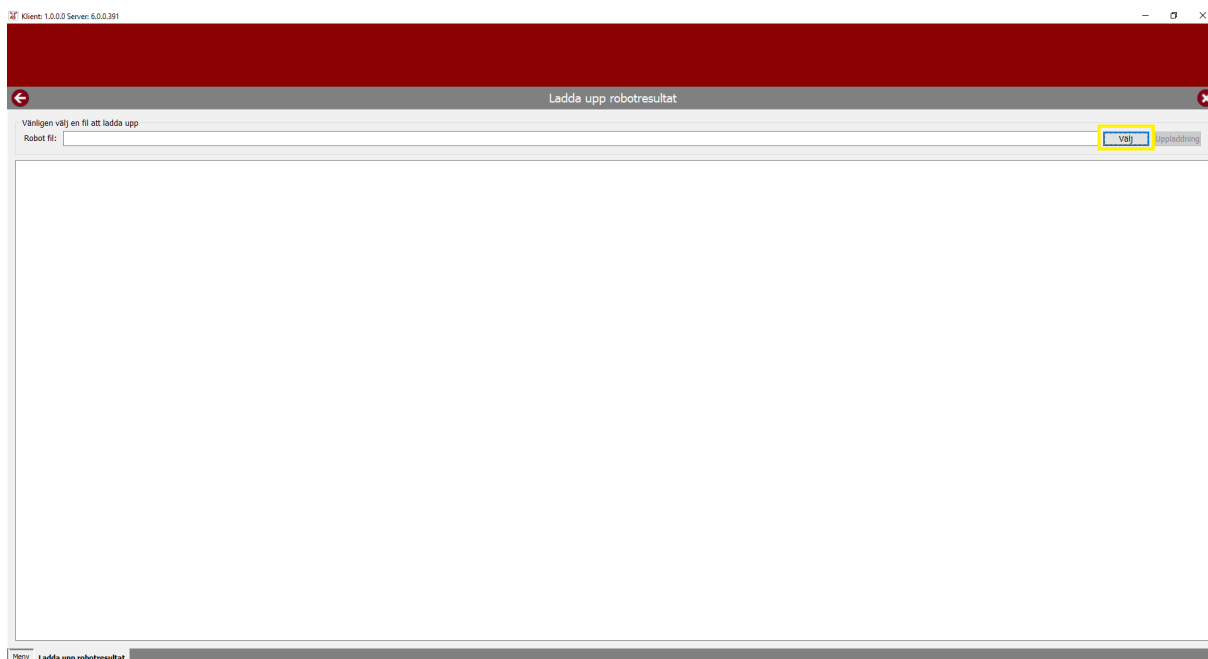 Klient: 1.0.0.0 Server: 6.0.0.391
Ladda upp robotresultat
Vänligen välj en fil att ladda upp
Robot fil:
Välj
Uppladdning
Meny Ladda upp robotresultat